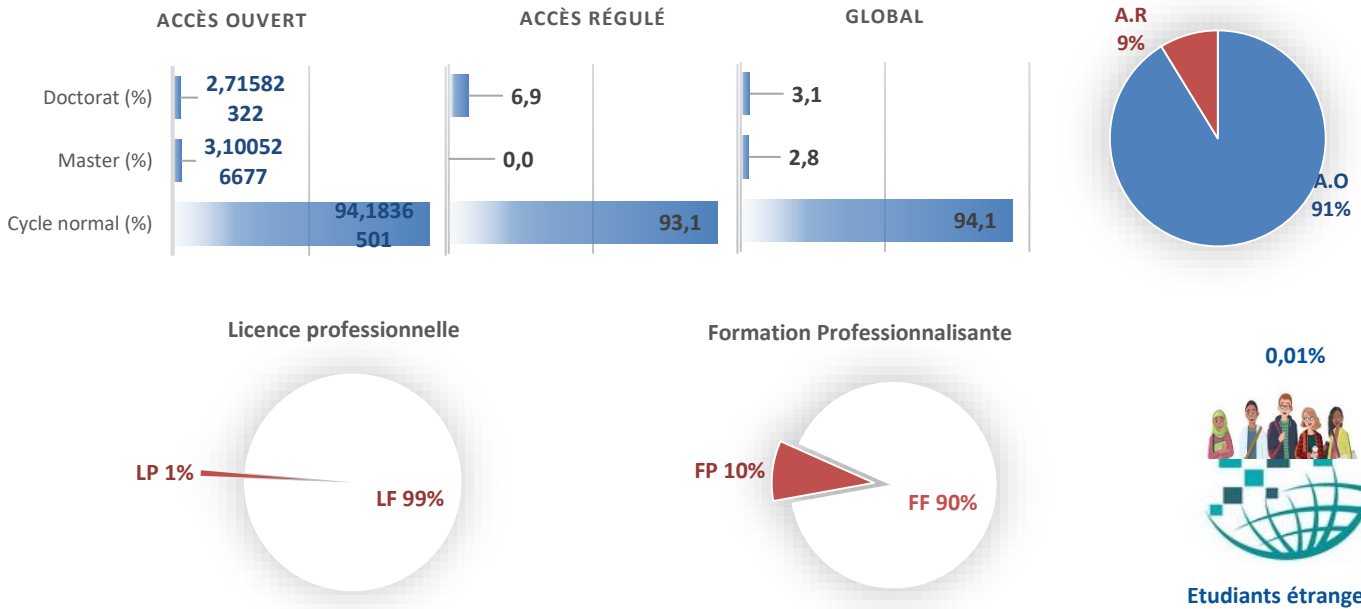 ACCÈS OUVERT
Doctorat (%)
2,71582
322
Master (%)
3,10052
6677
Cycle normal (%)
94,1836
501
ACCÈS RÉGULÉ
6,9
0,0
93,1
GLOBAL
3,1
2,8
94,1
A.R
9%
A.O
91%
Licence professionnelle
LP 1%
LF 99%
Formation Professionnalisante
FP 10%
FF 90%
0,01%
Etudiants étrange